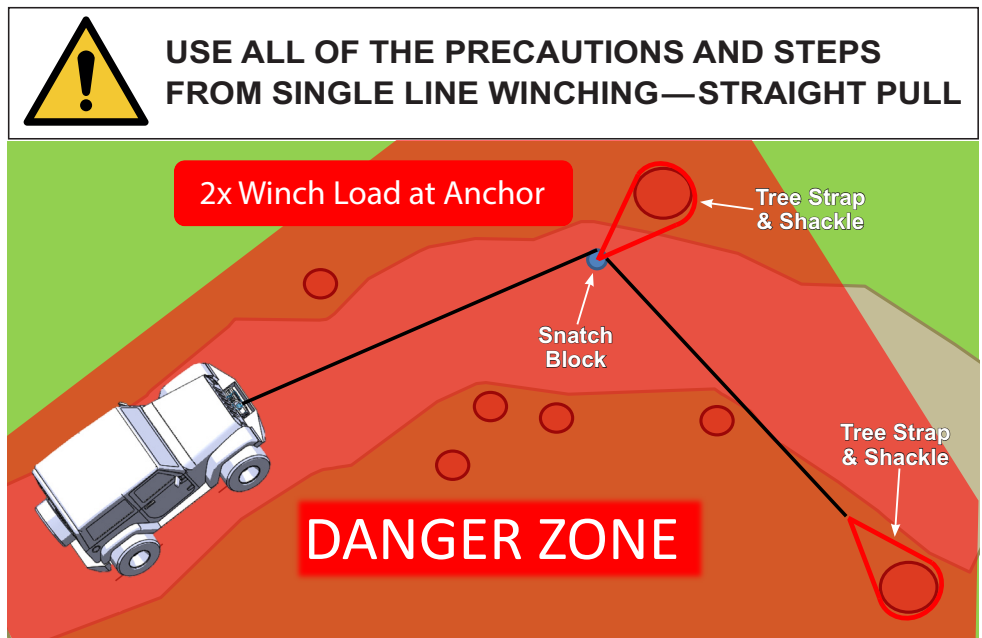 USE ALL OF THE PRECAUTIONS AND STEPS
FROM SINGLE LINE WINCHING—STRAIGHT PULL
2x Winch Load at Anchor
Tree Strap
& Shackle
Snatch
Block
Tree Strap
& Shackle
DANGER ZONE